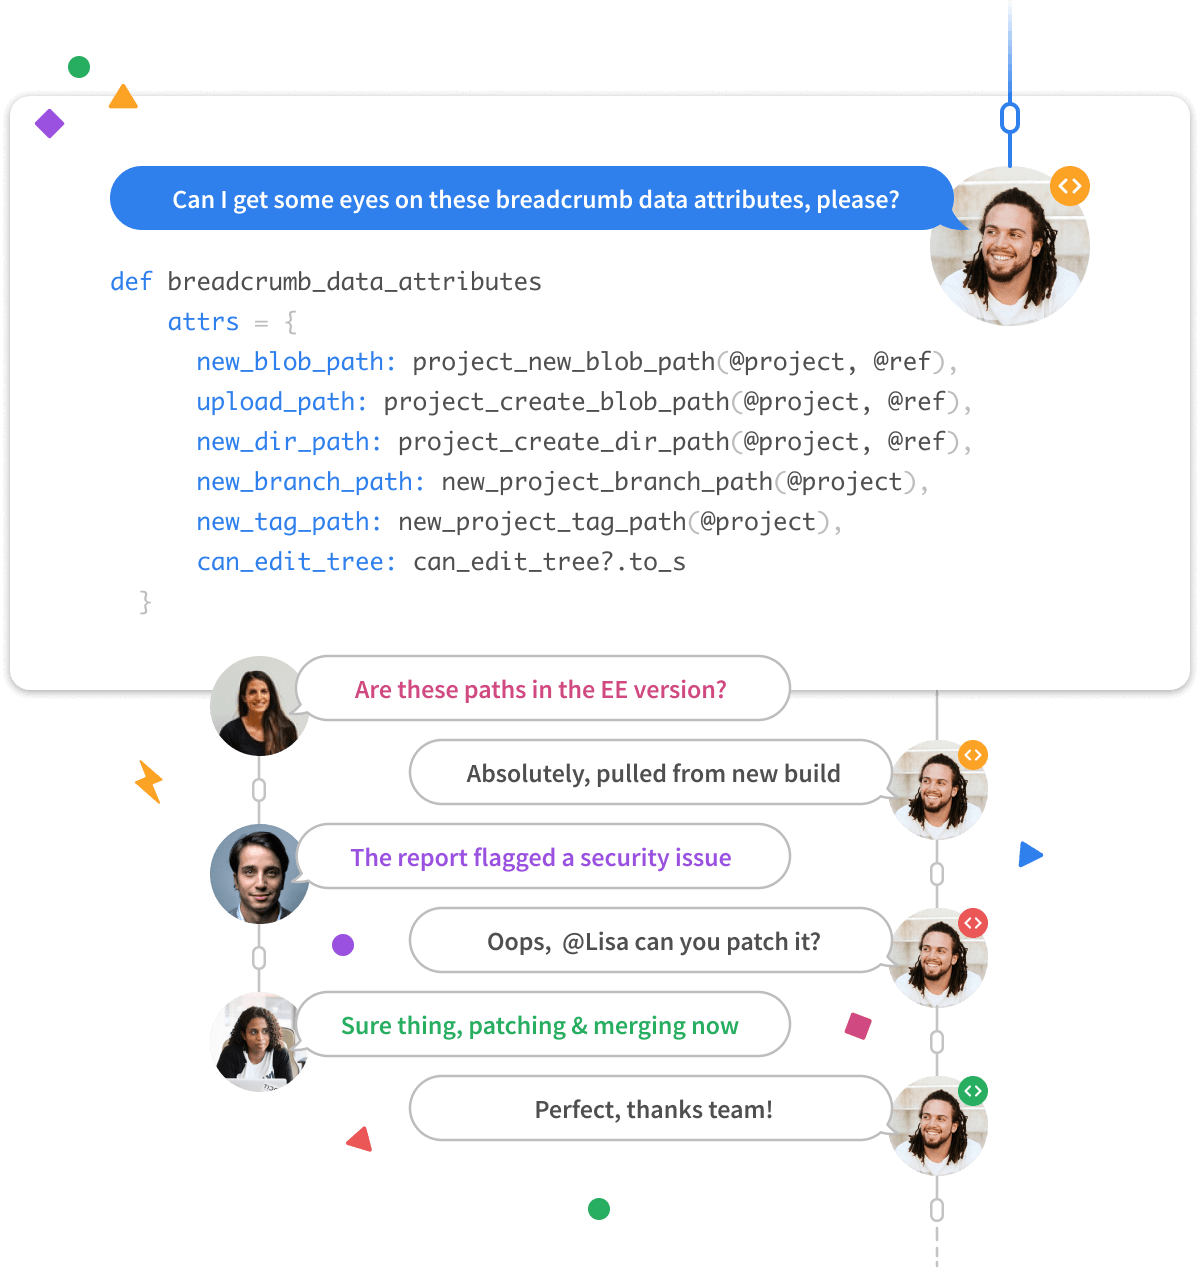 Can I get some eyes on these breadcrumb data attributes, please?
<>
def breadcrumb_data_attributes
attrs = {
new_blob_path: project_new_blob_path(@project, @ref),
upload_path: project_create_blob_path(@project, @ref),
new_dir_path: project_create_dir_path(@project, @ref),
new_branch_path: new_project_branch_path(@project),
new_tag_path: new_project_tag_path(@project),
can_edit_tree: can_edit_tree?.to_s
}
Are these paths in the EE version?
Absolutely, pulled from new build
<>
The report flagged a security issue
Oops, @Lisa can you patch it?
<>
Sure thing, patching & merging now
Perfect, thanks team!
<>